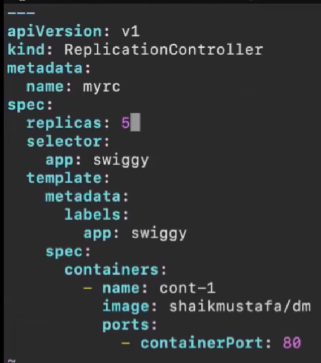 ---
apiVersion: v1
kind: ReplicationController
metadata:
  name: myrc
spec:
  replicas: 5
  selector:
    app: swiggy
  template:
    metadata:
      labels:
        app: swiggy
    spec:
      containers:
        - name: cont-1
          image: shaikmustafa/dm
          ports:
            - containerPort: 80
~